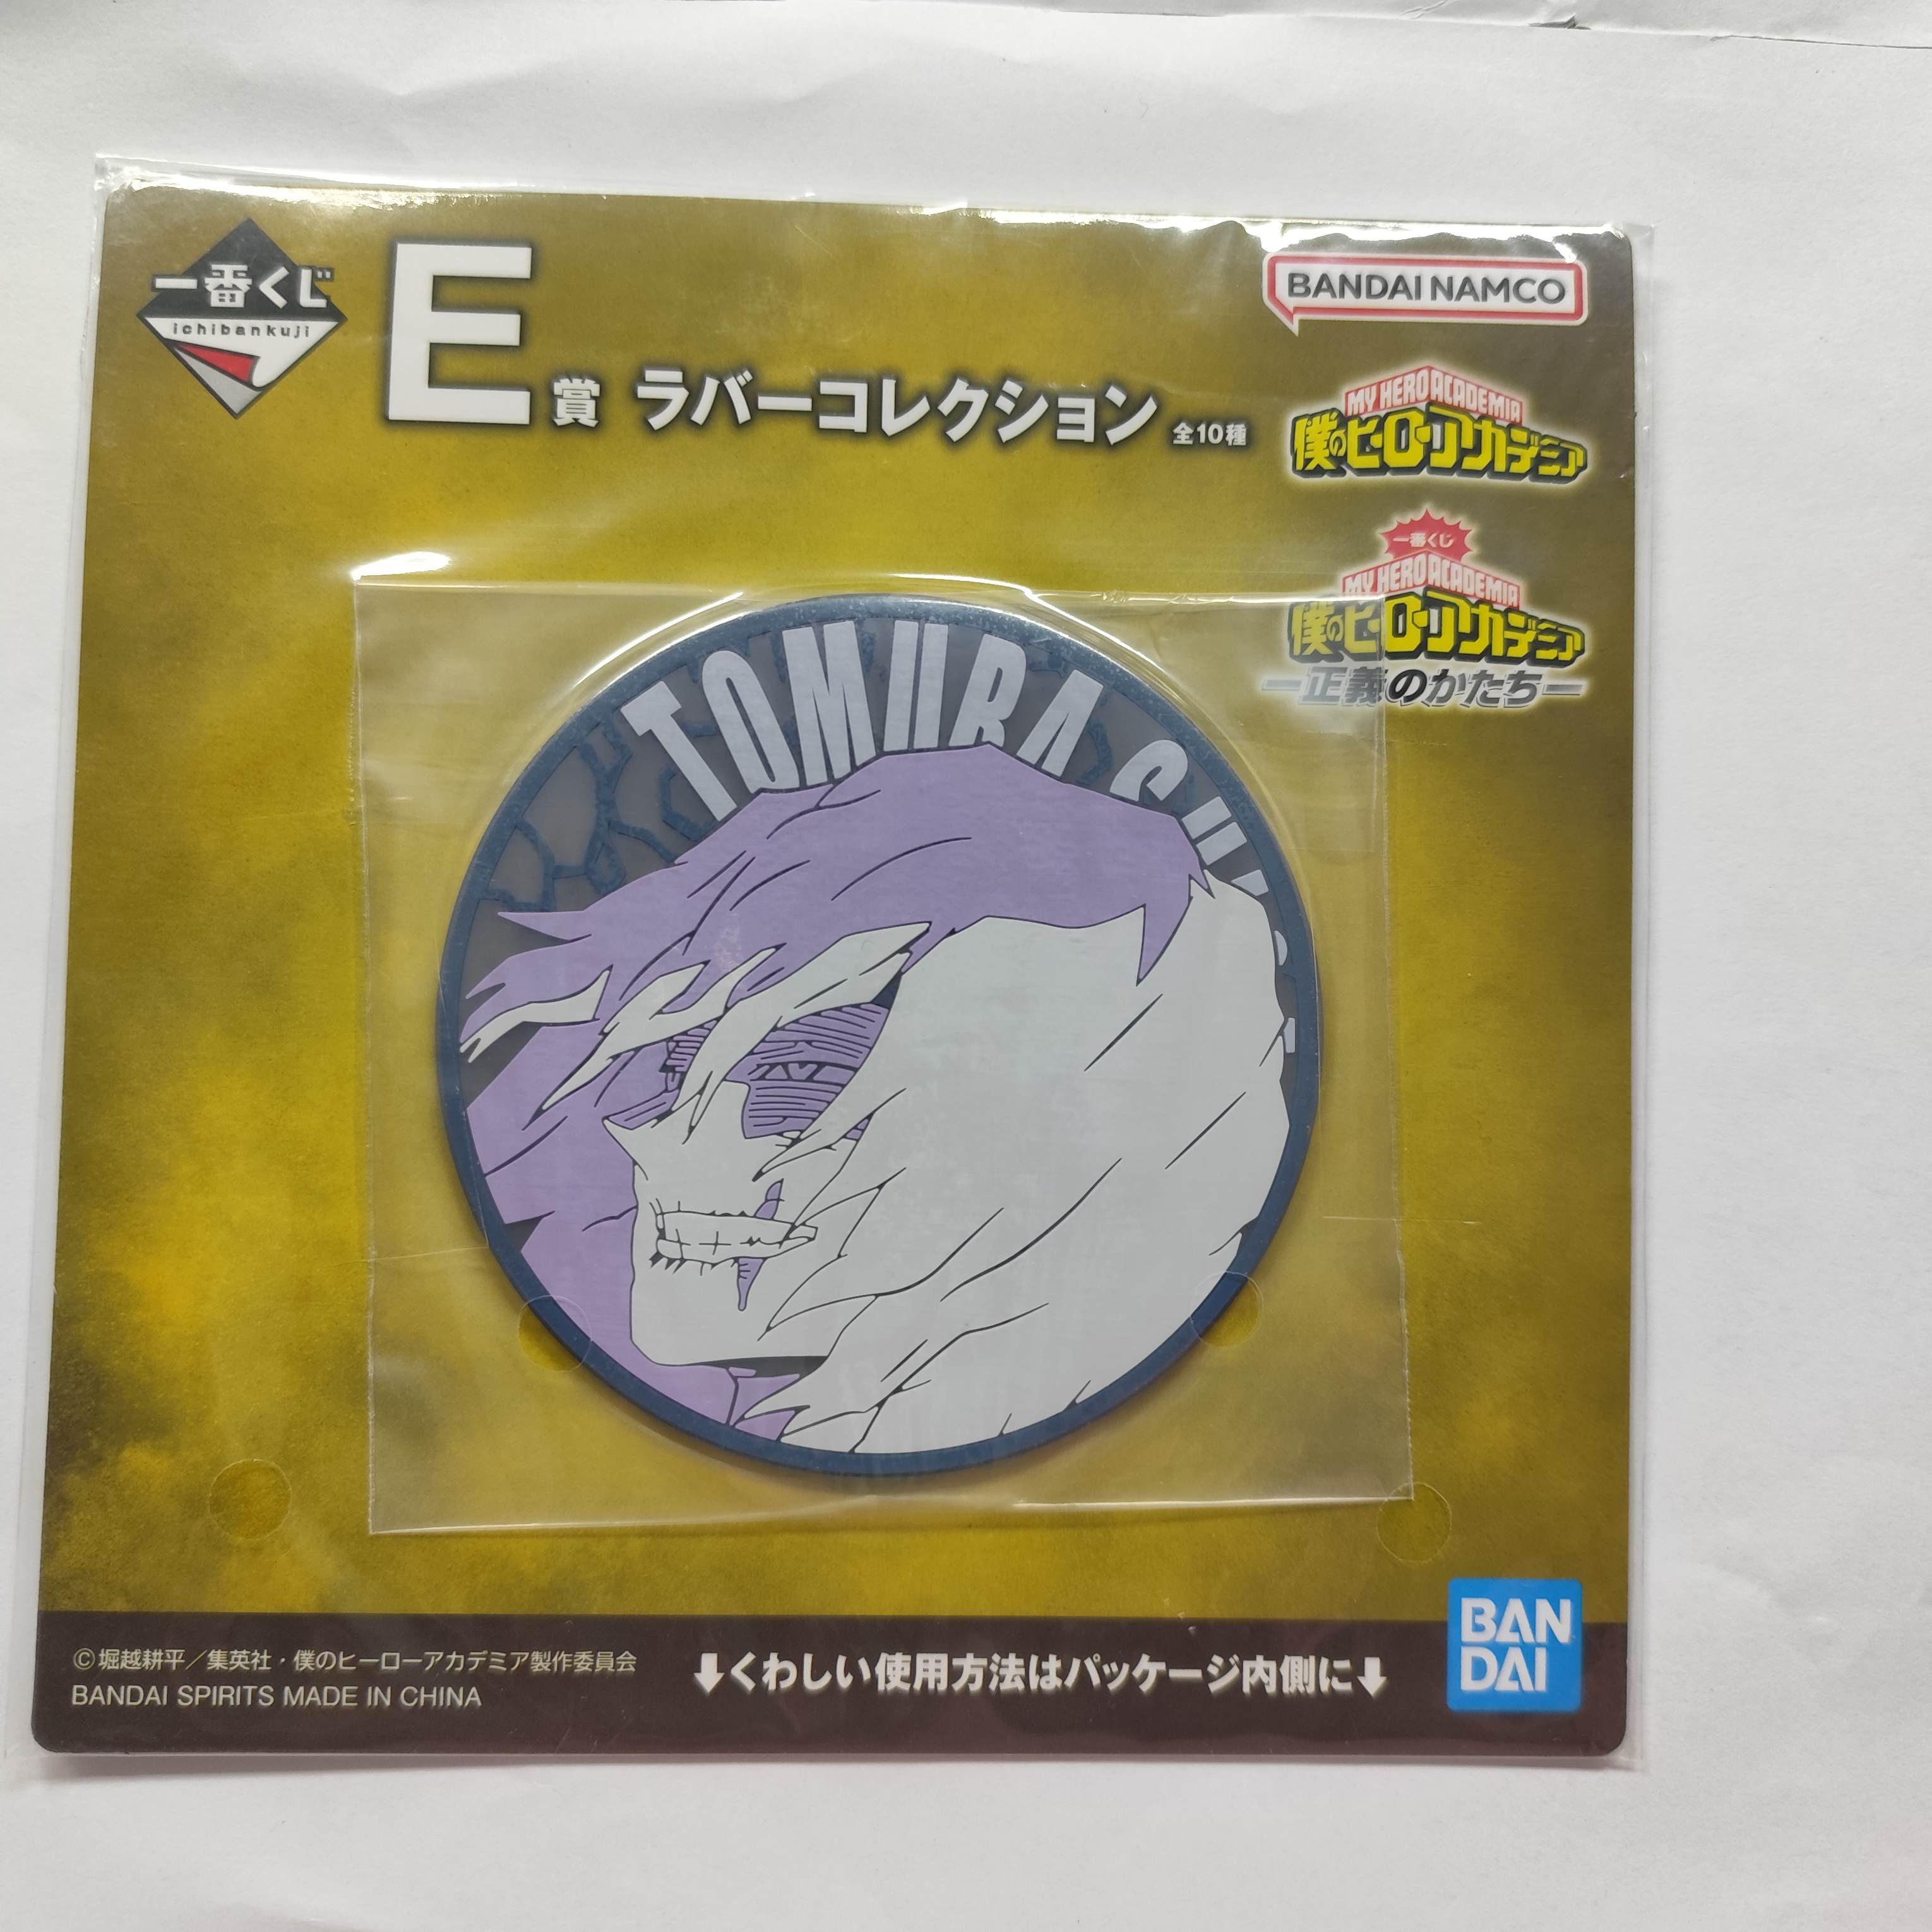 一番くじ
ichibankuji
E賞 ラバーコレクション 全10種
BANDAI NAMCO
MY HERO ACADEMIA
僕のヒーローアカデミア
一番くじ
MY HERO ACADEMIA
僕のヒーローアカデミア
―正義のかたち―
TOMURA
©堀越耕平／集英社・僕のヒーローアカデミア製作委員会
BANDAI SPIRITS MADE IN CHINA
⬇くわしい使用方法はパッケージ内側に⬇
BAN
DAI